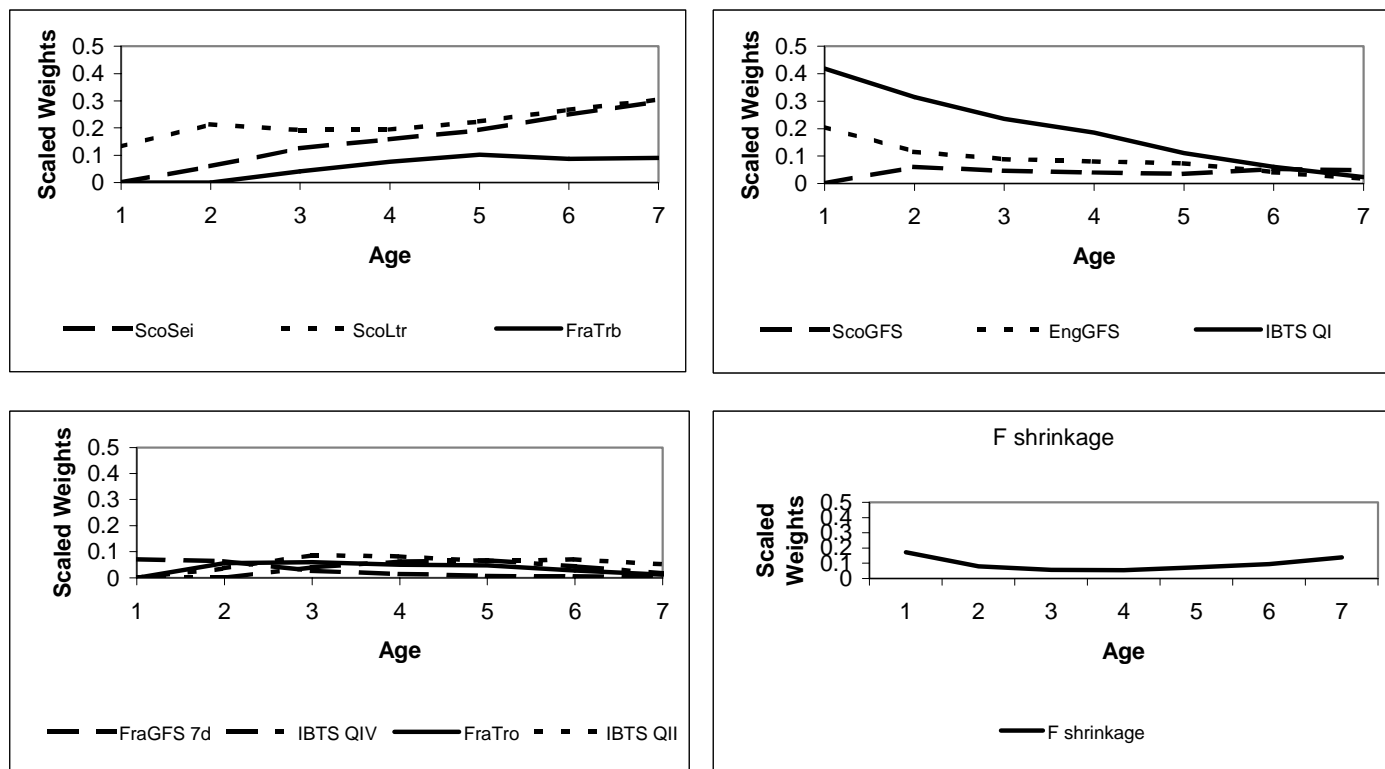 Scaled Weights
0.5
0.4
0.3
0.2
0.1
0
1 2 3 4 5 6 7
Age
ScoSei ScoLtr FraTrb
Scaled Weights
0.5
0.4
0.3
0.2
0.1
0
1 2 3 4 5 6 7
Age
ScoGFS EngGFS IBTS QI
Scaled Weights
0.5
0.4
0.3
0.2
0.1
0
1 2 3 4 5 6 7
Age
FraGFS 7d IBTS QIV FraTro IBTS QII
F shrinkage
Scaled
Weights
0.5
0.4
0.3
0.2
0.1
0
1 2 3 4 5 6 7
Age
F shrinkage